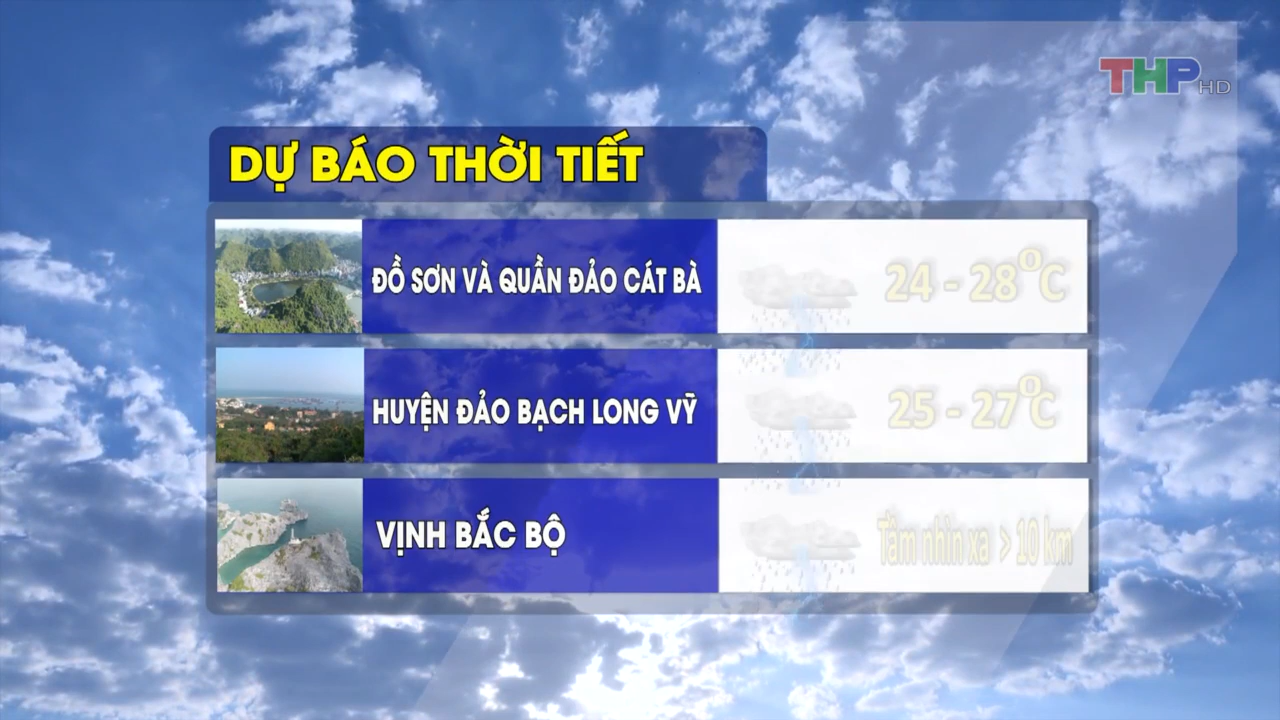 THP HD
DỰ BÁO THỜI TIẾT
ĐỒ SƠN VÀ QUẦN ĐẢO CÁT BÀ
24 - 28°C
HUYỆN ĐẢO BẠCH LONG VỸ
25 - 27°C
VỊNH BẮC BỘ
Tầm nhìn xa > 10 km